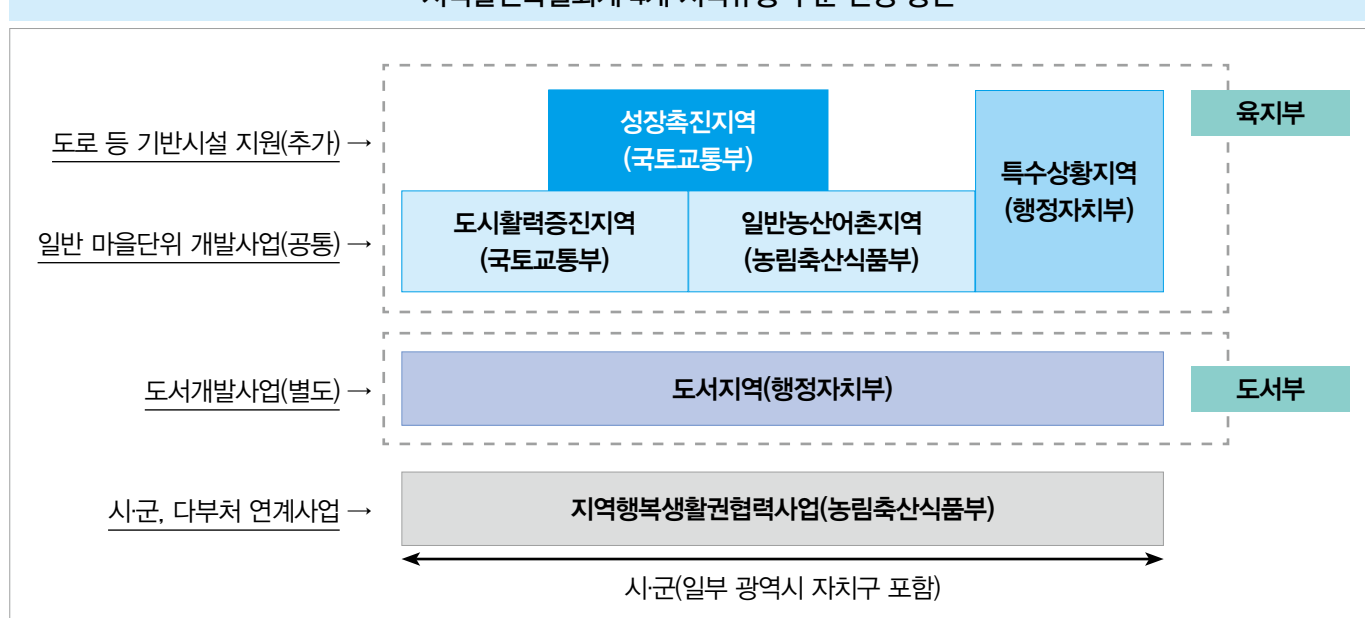 도로 등 기반시설 지원(추가) →
성장촉진지역
(국토교통부)
특수상황지역
(행정자치부)
육지부
일반 마을단위 개발사업(공통) →
도시활력증진지역
(국토교통부)
일반농산어촌지역
(농림축산식품부)
도서개발사업(별도) →
도서지역(행정자치부)
도서부
시·군, 다부처 연계사업 →
지역행복생활권협력사업(농림축산식품부)
시·군(일부 광역시 자치구 포함)